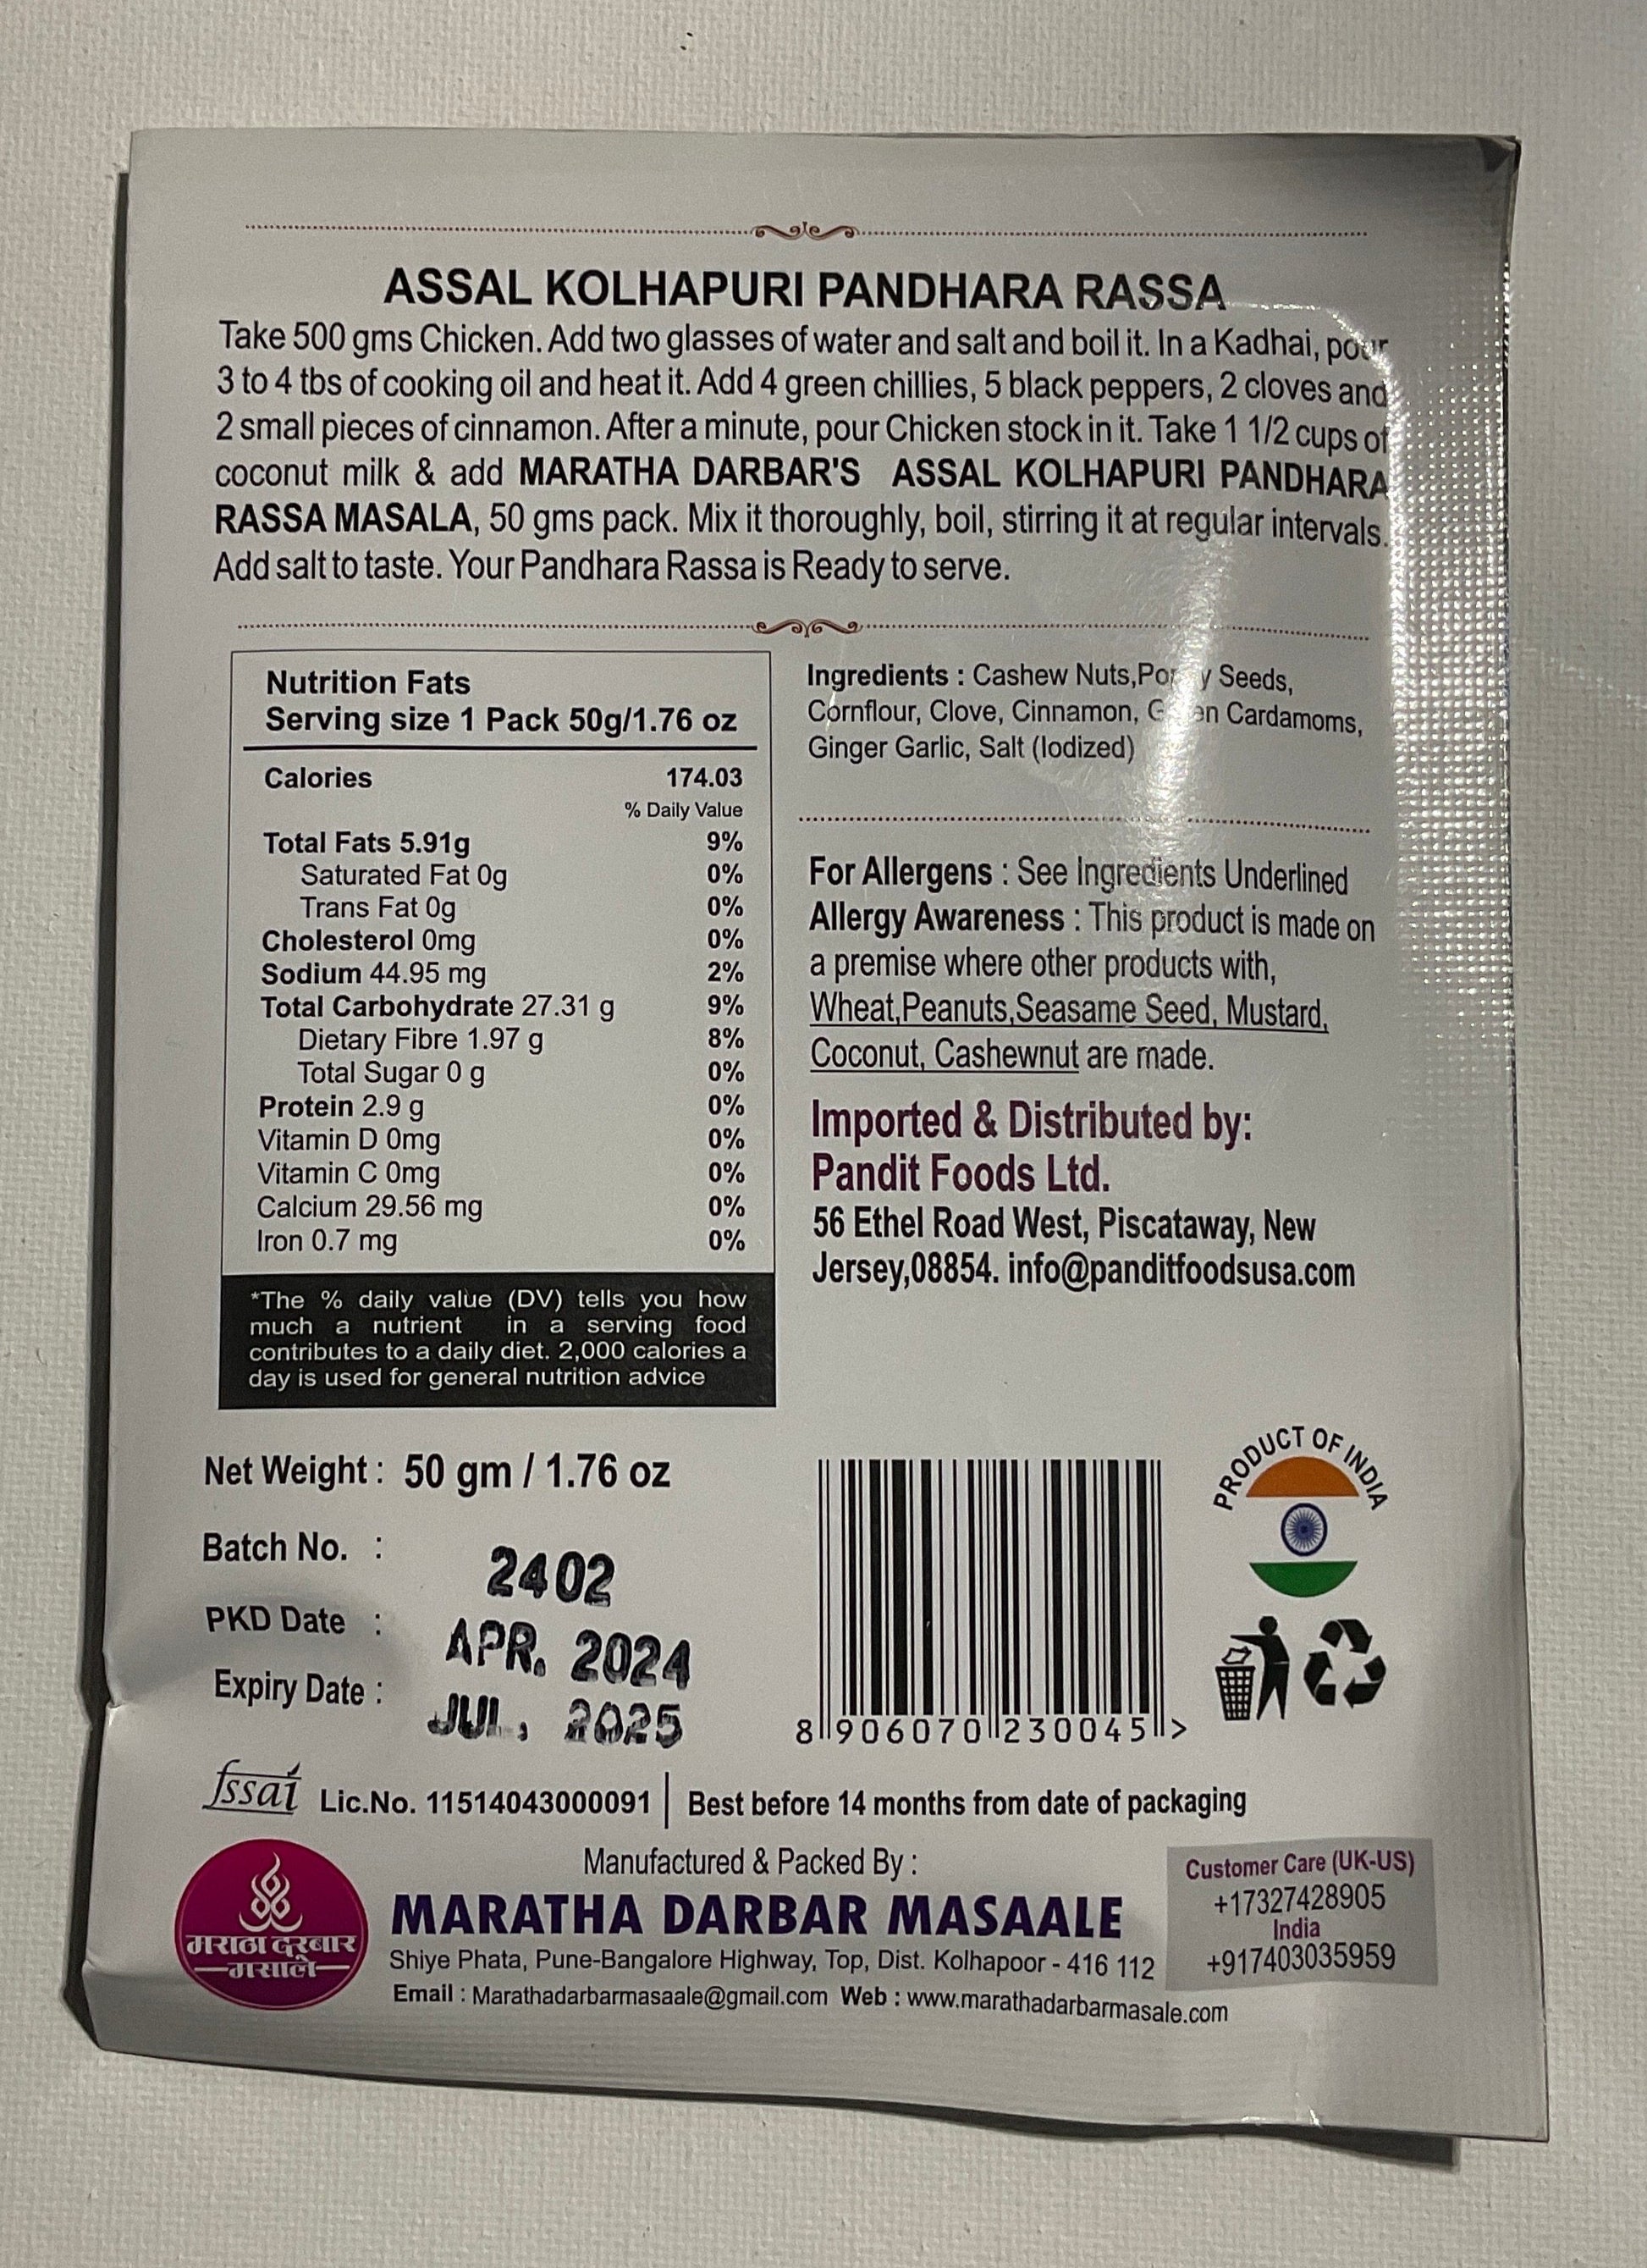 ASSAL KOLHAPURI PANDHARA RASSA
Take 500 gms Chicken. Add two glasses of water and salt and boil it. In a Kadhai, pour
3 to 4 tbs of cooking oil and heat it. Add 4 green chillies, 5 black peppers, 2 cloves and
2 small pieces of cinnamon. After a minute, pour Chicken stock in it. Take 1 1/2 cups of
coconut milk & add MARATHA DARBAR'S ASSAL KOLHAPURI PANDHARA
RASSA MASALA, 50 gms pack. Mix it thoroughly, boil, stirring it at regular intervals.
Add salt to taste. Your Pandhara Rassa is Ready to serve.
Nutrition Fats
Serving size 1 Pack 50g/1.76 oz
Calories 174.03
% Daily Value
Total Fats 5.91g 9%
Saturated Fat 0g 0%
Trans Fat 0g 0%
Cholesterol 0mg 0%
Sodium 44.95 mg 2%
Total Carbohydrate 27.31 g 9%
Dietary Fibre 1.97 g 8%
Total Sugar 0 g 0%
Protein 2.9 g 0%
Vitamin D 0mg 0%
Vitamin C 0mg 0%
Calcium 29.56 mg 0%
Iron 0.7 mg 0%
*The % daily value (DV) tells you how
much a nutrient in a serving food
contributes to a daily diet. 2,000 calories a
day is used for general nutrition advice
Ingredients : Cashew Nuts, Seeds,
Cornflour, Clove, Cinnamon, Cardamoms,
Ginger Garlic, Salt (Iodized)
For Allergens : See Ingredients Underlined
Allergy Awareness : This product is made on
a premise where other products with,
Wheat,Peanuts,Seasame Seed, Mustard,
Coconut, Cashewnut are made.
Imported & Distributed by:
Pandit Foods Ltd.
56 Ethel Road West, Piscataway, New
Jersey,08854. info@panditfoodsusa.com
Net Weight : 50 gm / 1.76 oz
Batch No. : 2402
PKD Date : APR. 2024
Expiry Date : JUL. 2025
PRODUCT OF INDIA
8 906070 230045 >
fssai Lic.No. 11514043000091 | Best before 14 months from date of packaging
मराठा दरबार
मसाले
Manufactured & Packed By :
MARATHA DARBAR MASAALE
Shiye Phata, Pune-Bangalore Highway, Top, Dist. Kolhapoor - 416 112
Email : Marathadarbarmasaale@gmail.com Web : www.marathadarbarmasale.com
Customer Care (UK-US)
+17327428905
India
+917403035959